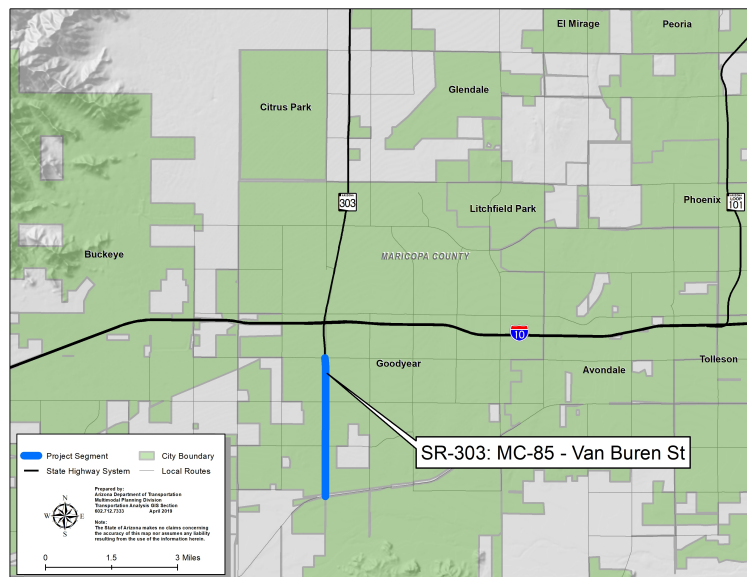 El Mirage
Peoria
Glendale
Citrus Park
303
Litchfield Park
Phoenix
ARIZONA
LOOP
101
Buckeye
MARICOPA COUNTY
10
Goodyear
Avondale
Tolleson
SR-303: MC-85 - Van Buren St
Project Segment
City Boundary
State Highway System
Local Routes
Prepared by:
Arizona Department of Transportation
Multimodal Planning Division
Transportation Analysis GIS Section
602.712.7333 April 2019
Note:
The State of Arizona makes no claims concerning
the accuracy of this map nor assumes any liability
resulting from the use of the information herein.
N
W E
S
0 1.5 3 Miles